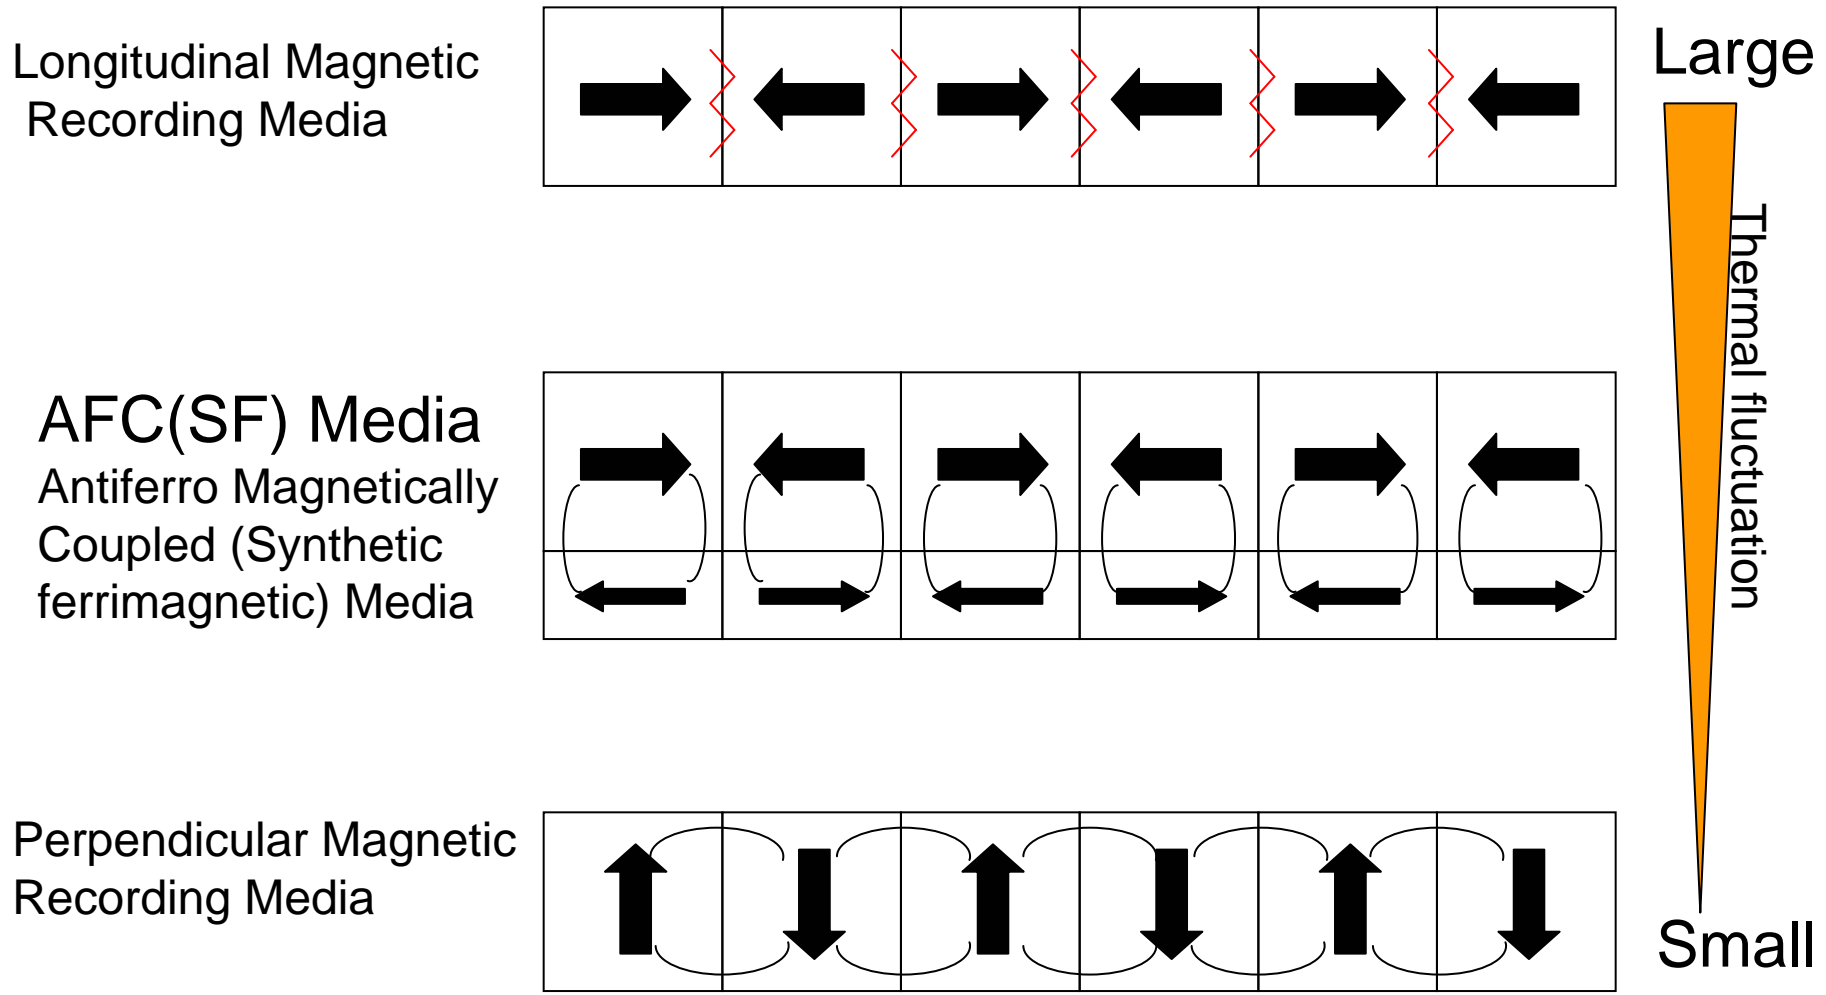 Longitudinal Magnetic
Recording Media
Large
Thermal fluctuation
AFC(SF) Media
Antiferro Magnetically
Coupled (Synthetic
ferrimagnetic) Media
Perpendicular Magnetic
Recording Media
Small